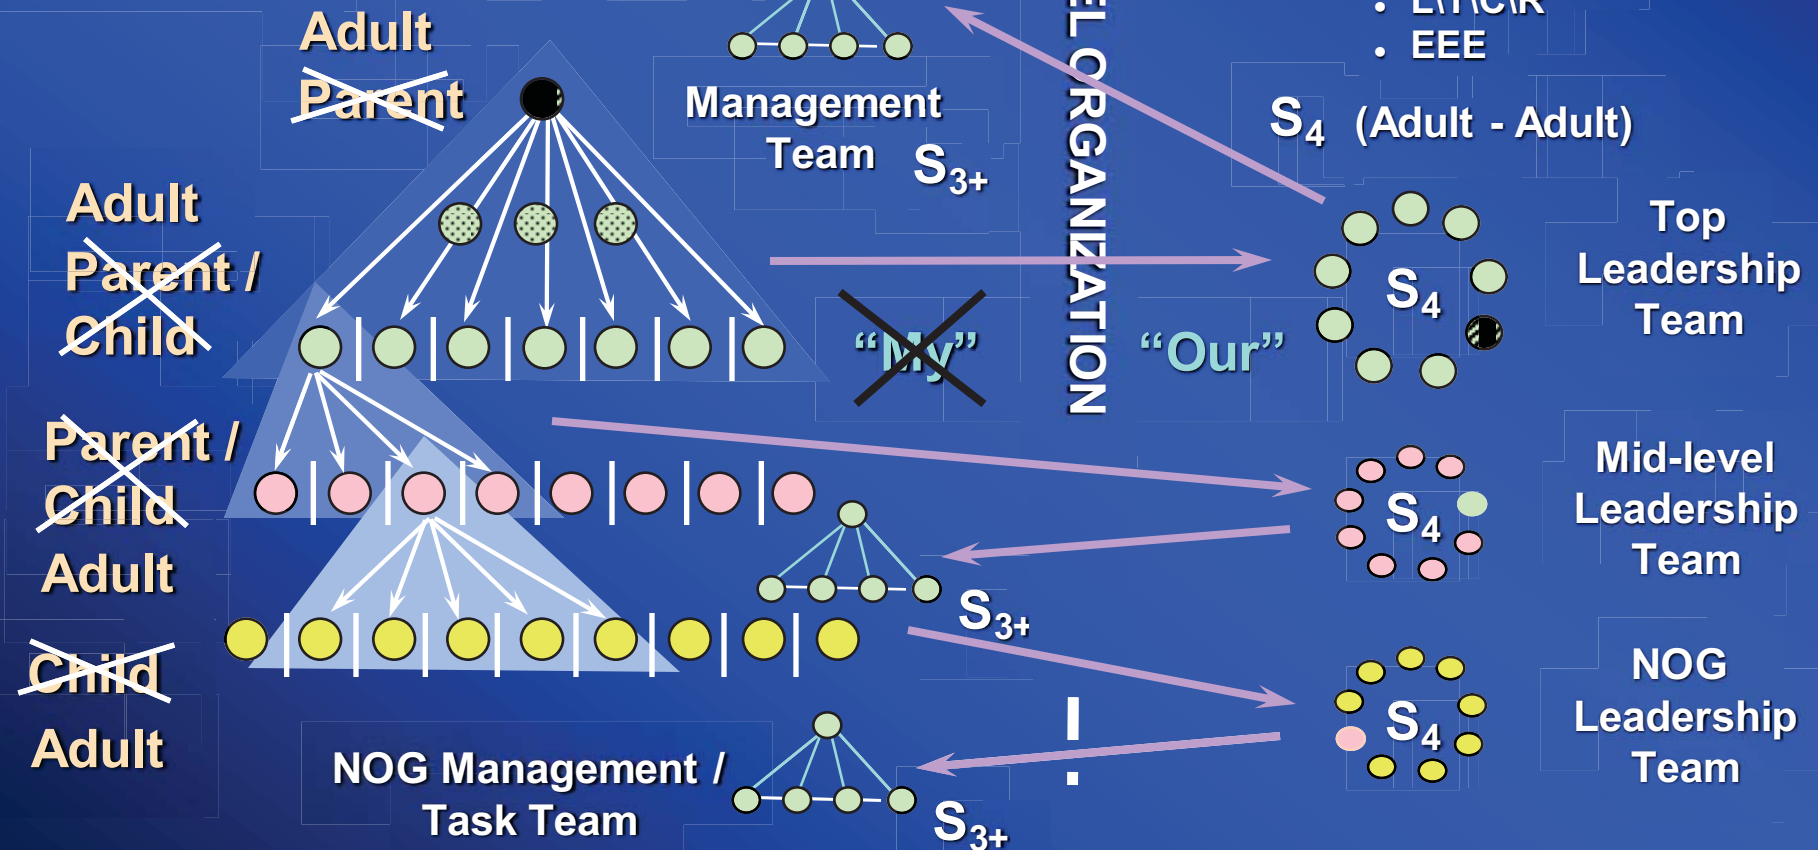 Adult
Parent
Adult
Parent /
Child
Parent /
Child
Adult
Child
Adult
Management
Team
S3+
EL ORGANIZATION
!
• L\T\C\R
• EEE
S4 (Adult - Adult)
S4
Top
Leadership
Team
“My”
“Our”
S4
Mid-level
Leadership
Team
S3+
S4
NOG
Leadership
Team
NOG Management /
Task Team
S3+